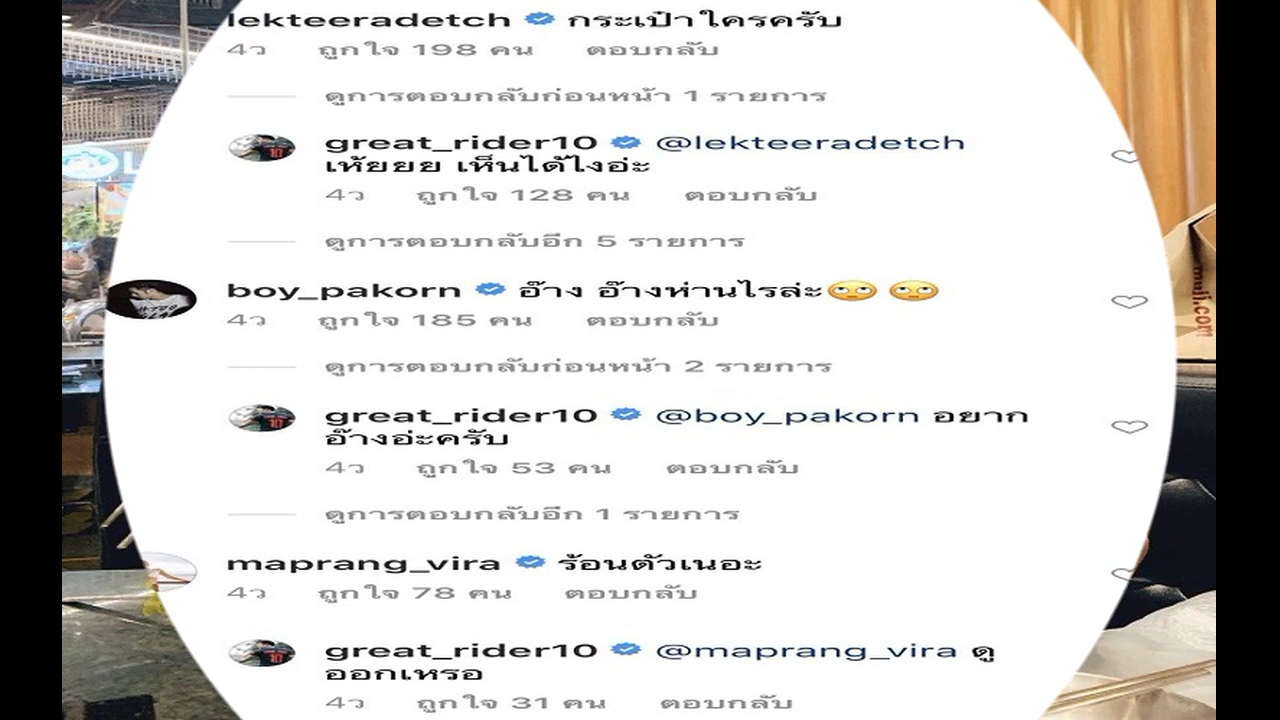 lekteeradetch กระเป๋าใครครับ
4ว ถูกใจ 198 คน ตอบกลับ
ดูการตอบกลับก่อนหน้า 1 รายการ
great_rider10 @lekteeradetch
เห้ยยย เห็นได้ไงอ่ะ
4ว ถูกใจ 128 คน ตอบกลับ
ดูการตอบกลับอีก 5 รายการ
boy_pakorn อ๊าง อ๊างห่านไรล่ะ🙄 🙄
4ว ถูกใจ 185 คน ตอบกลับ
ดูการตอบกลับก่อนหน้า 2 รายการ
great_rider10 @boy_pakorn อยาก
อ๊างอ่ะครับ
4ว ถูกใจ 53 คน ตอบกลับ
ดูการตอบกลับอีก 1 รายการ
maprang_vira ร้อนตัวเนอะ
4ว ถูกใจ 78 คน ตอบกลับ
great_rider10 @maprang_vira ดู
ออกเหรอ
4ว ถูกใจ 31 คน ตอบกลับ
muji.com